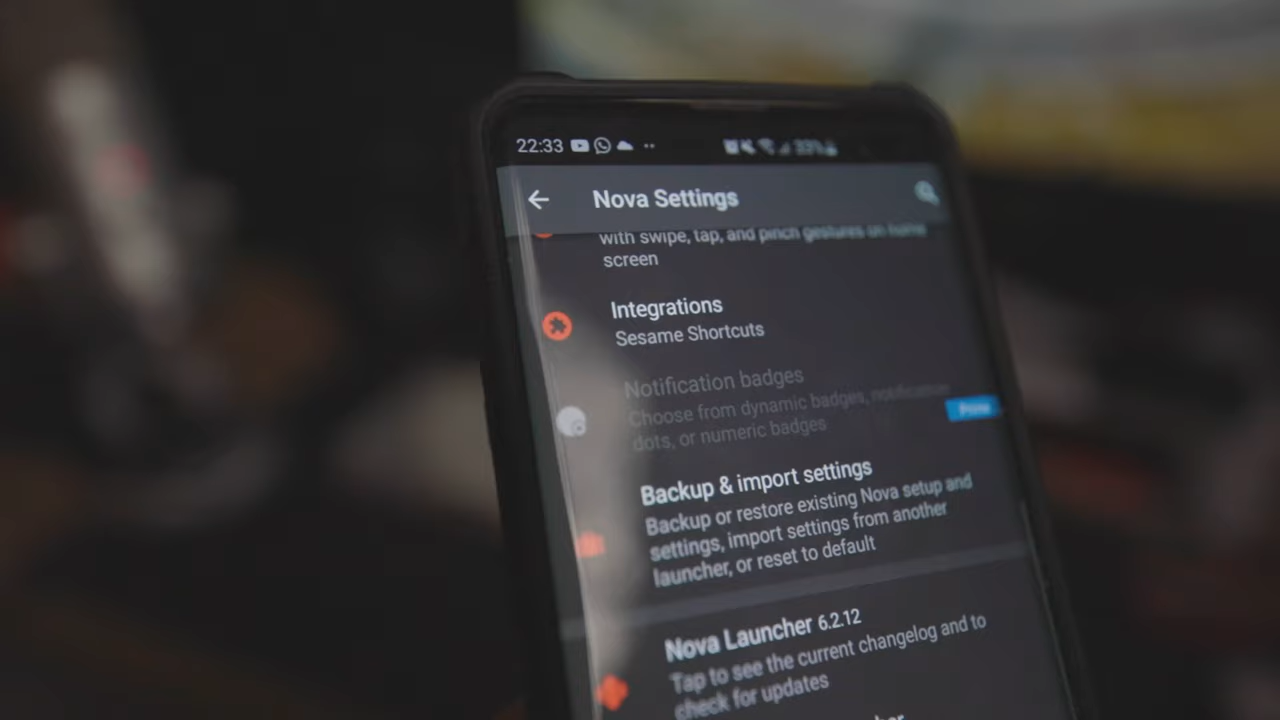 22:33
Nova Settings
with swipe, tap, and pinch gestures on home
screen
Integrations
Sesame Shortcuts
Notification badges
Choose from dynamic badges, notification
dots, or numeric badges
Prime
Backup & import settings
Backup or restore existing Nova setup and
settings, import settings from another
launcher, or reset to default
Nova Launcher 6.2.12
Tap to see the current changelog and to
check for updates